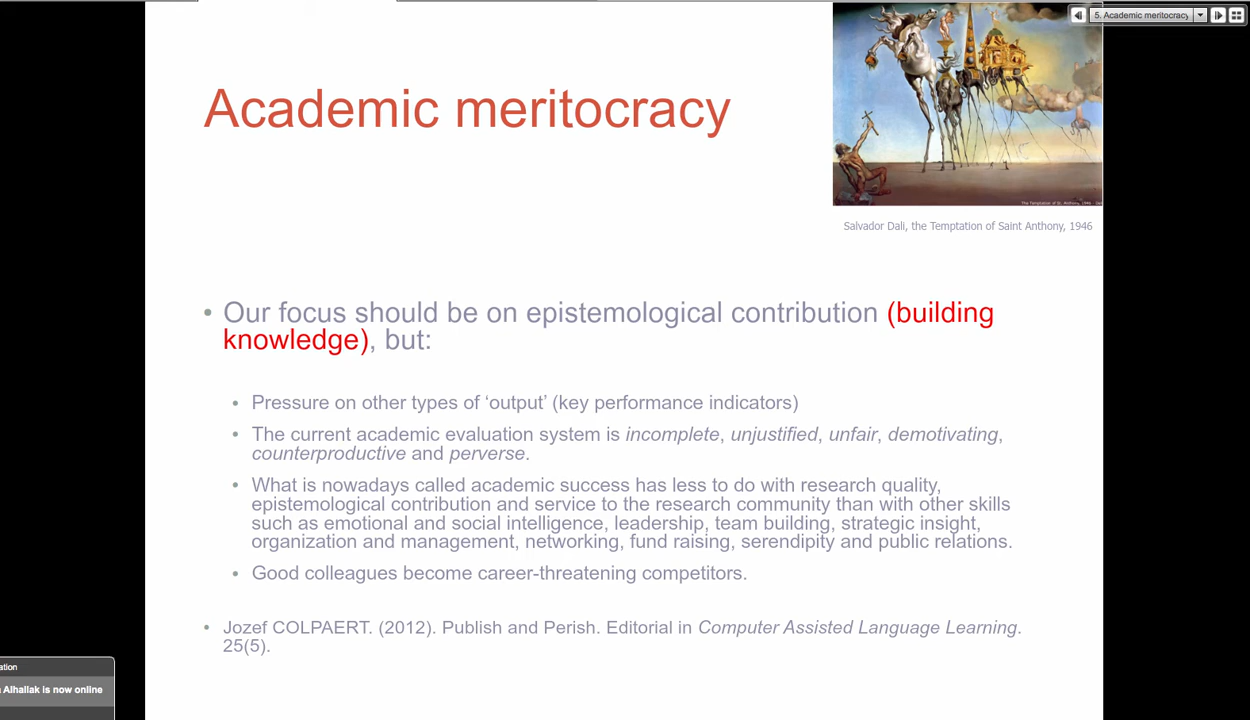 5. Academic meritocracy
Academic meritocracy
The Temptation of St. Anthony, 1946
Salvador Dali, the Temptation of Saint Anthony, 1946
• Our focus should be on epistemological contribution (building
knowledge), but:
• Pressure on other types of ‘output’ (key performance indicators)
• The current academic evaluation system is incomplete, unjustified, unfair, demotivating,
counterproductive and perverse.
• What is nowadays called academic success has less to do with research quality,
epistemological contribution and service to the research community than with other skills
such as emotional and social intelligence, leadership, team building, strategic insight,
organization and management, networking, fund raising, serendipity and public relations.
• Good colleagues become career-threatening competitors.
• Jozef COLPAERT. (2012). Publish and Perish. Editorial in Computer Assisted Language Learning.
25(5).
ation
Alhallak is now online